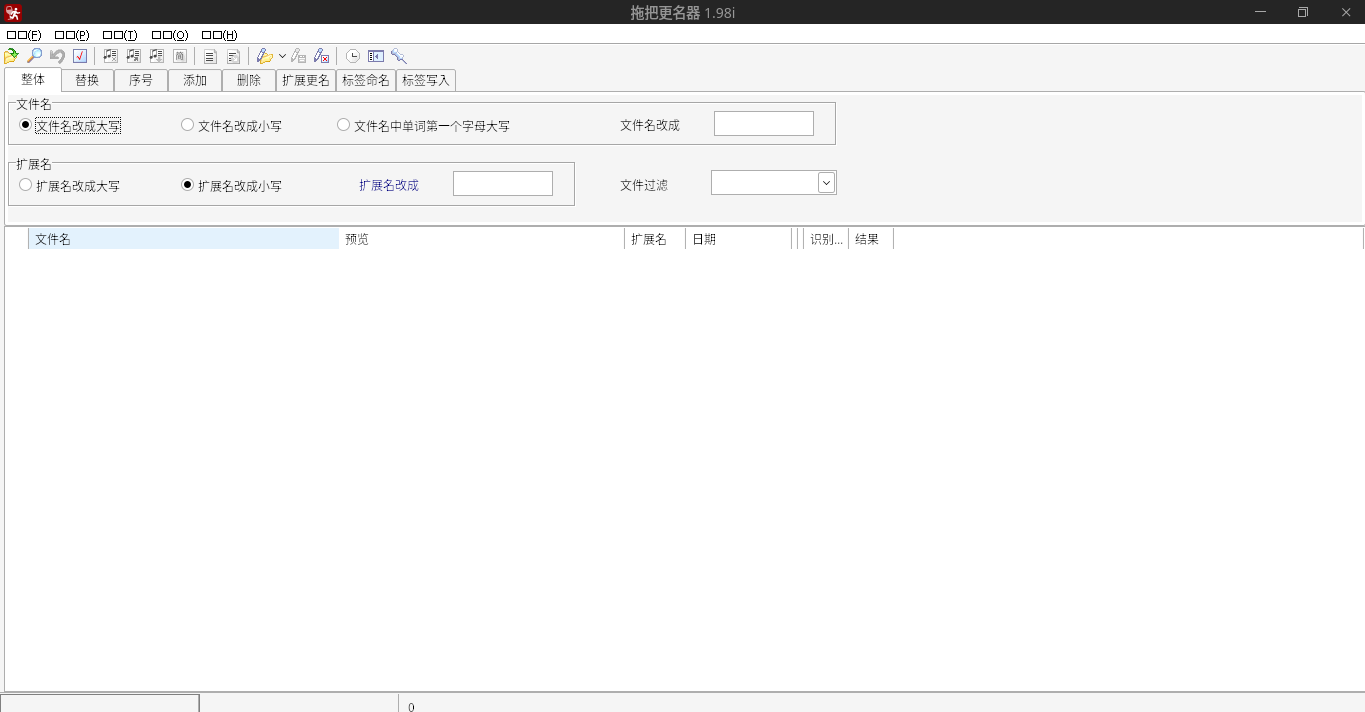 拖把更名器 1.98i
□□(F) □□(P) □□(T) □□(O) □□(H)
整体 替换 序号 添加 删除 扩展更名 标签命名 标签写入
文件名
文件名改成大写 文件名改成小写 文件名中单词第一个字母大写 文件名改成
扩展名
扩展名改成大写 扩展名改成小写 扩展名改成 文件过滤
文件名 预览 扩展名 日期 识别... 结果
0